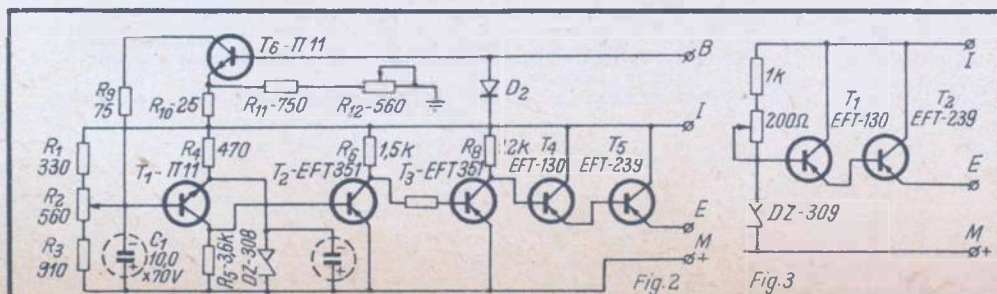 T6-П11
B
R9
75
R10-25
R11-750
R12-560
D2
I
R1
330
R4
470
R6
1,5K
R8
2K
T4
EFT-130
T5
EFT-239
T1-П11
T2-EFT351
T3-EFT351
R2
560
E
R3
910
C1
10,0
×70V
R5-3,6K
DZ-308
M
+
Fig.2
I
1K
T1
EFT-130
T2
EFT-239
200Ω
E
DZ-309
M
+
Fig.3